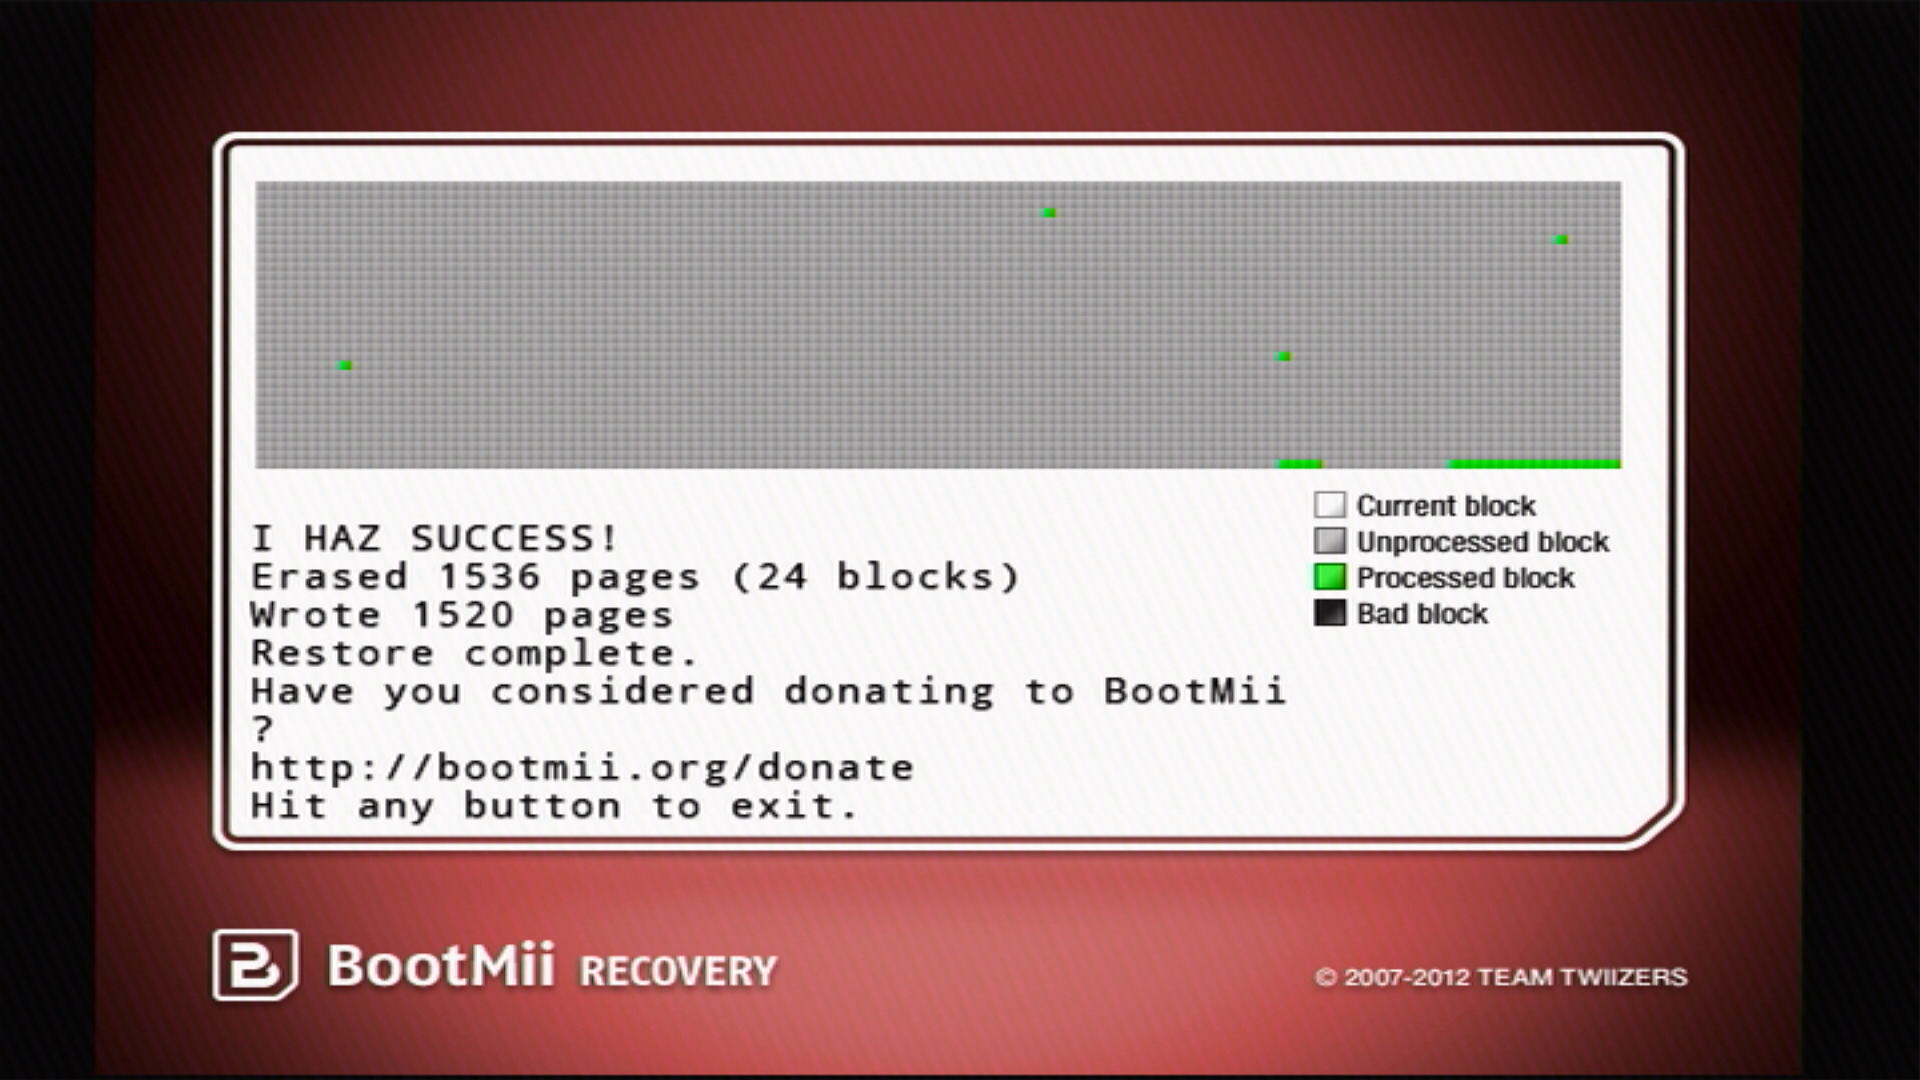 Current block
Unprocessed block
Processed block
Bad block
I HAZ SUCCESS!
Erased 1536 pages (24 blocks)
Wrote 1520 pages
Restore complete.
Have you considered donating to BootMii
?
http://bootmii.org/donate
Hit any button to exit.
BootMii RECOVERY
© 2007-2012 TEAM TWIIZERS